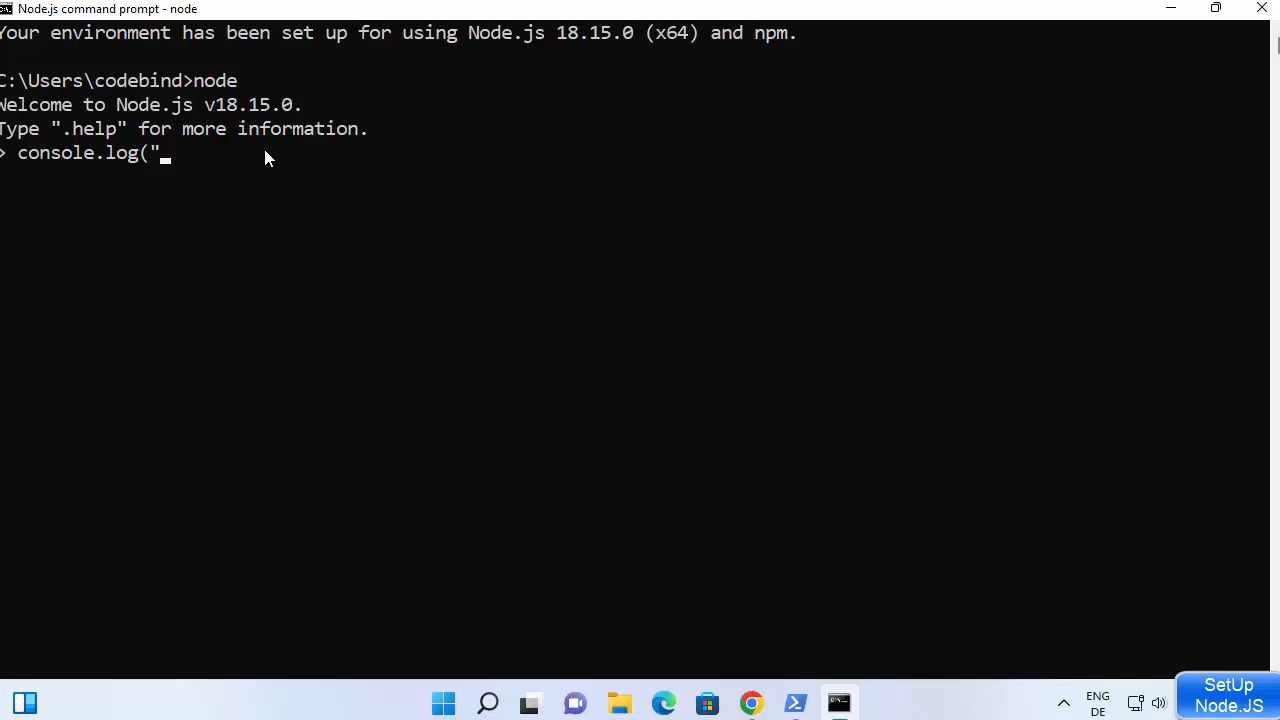 Node.js command prompt - node
Your environment has been set up for using Node.js 18.15.0 (x64) and npm.
C:\Users\codebind>node
Welcome to Node.js v18.15.0.
Type ".help" for more information.
> console.log("
ENG
DE
SetUp
Node.JS